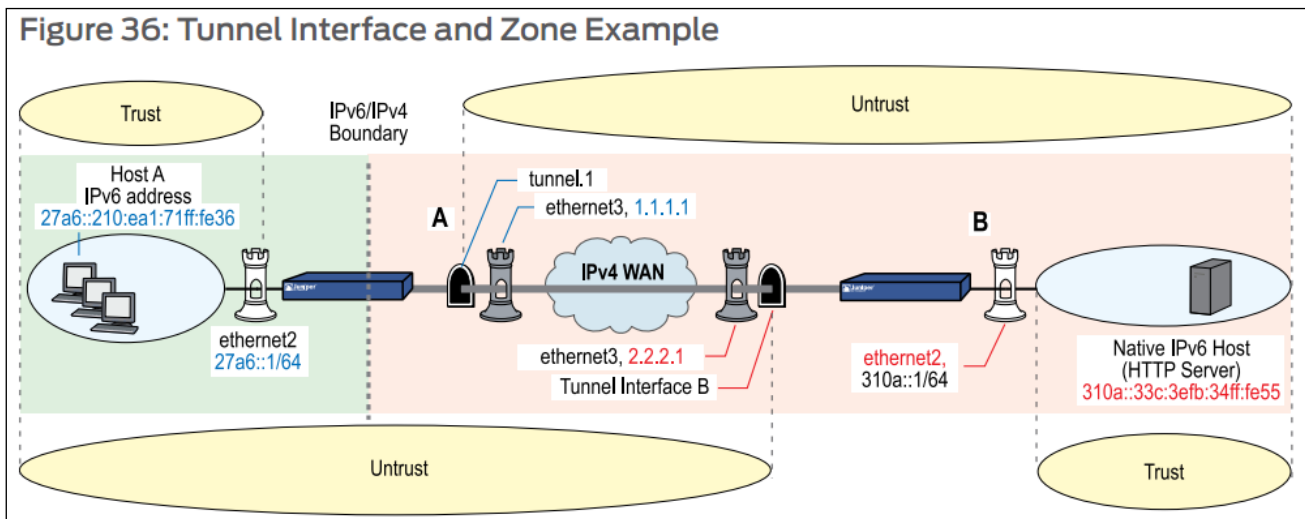 Figure 36: Tunnel Interface and Zone Example
Trust
IPv6/IPv4
Boundary
Untrust
Host A
IPv6 address
27a6::210:ea1:71ff:fe36
tunnel.1
ethernet3, 1.1.1.1
A
B
IPv4 WAN
Juniper
Juniper
ethernet2
27a6::1/64
ethernet3, 2.2.2.1
Tunnel Interface B
ethernet2,
310a::1/64
Native IPv6 Host
(HTTP Server)
310a::33c:3efb:34ff:fe55
Untrust
Trust